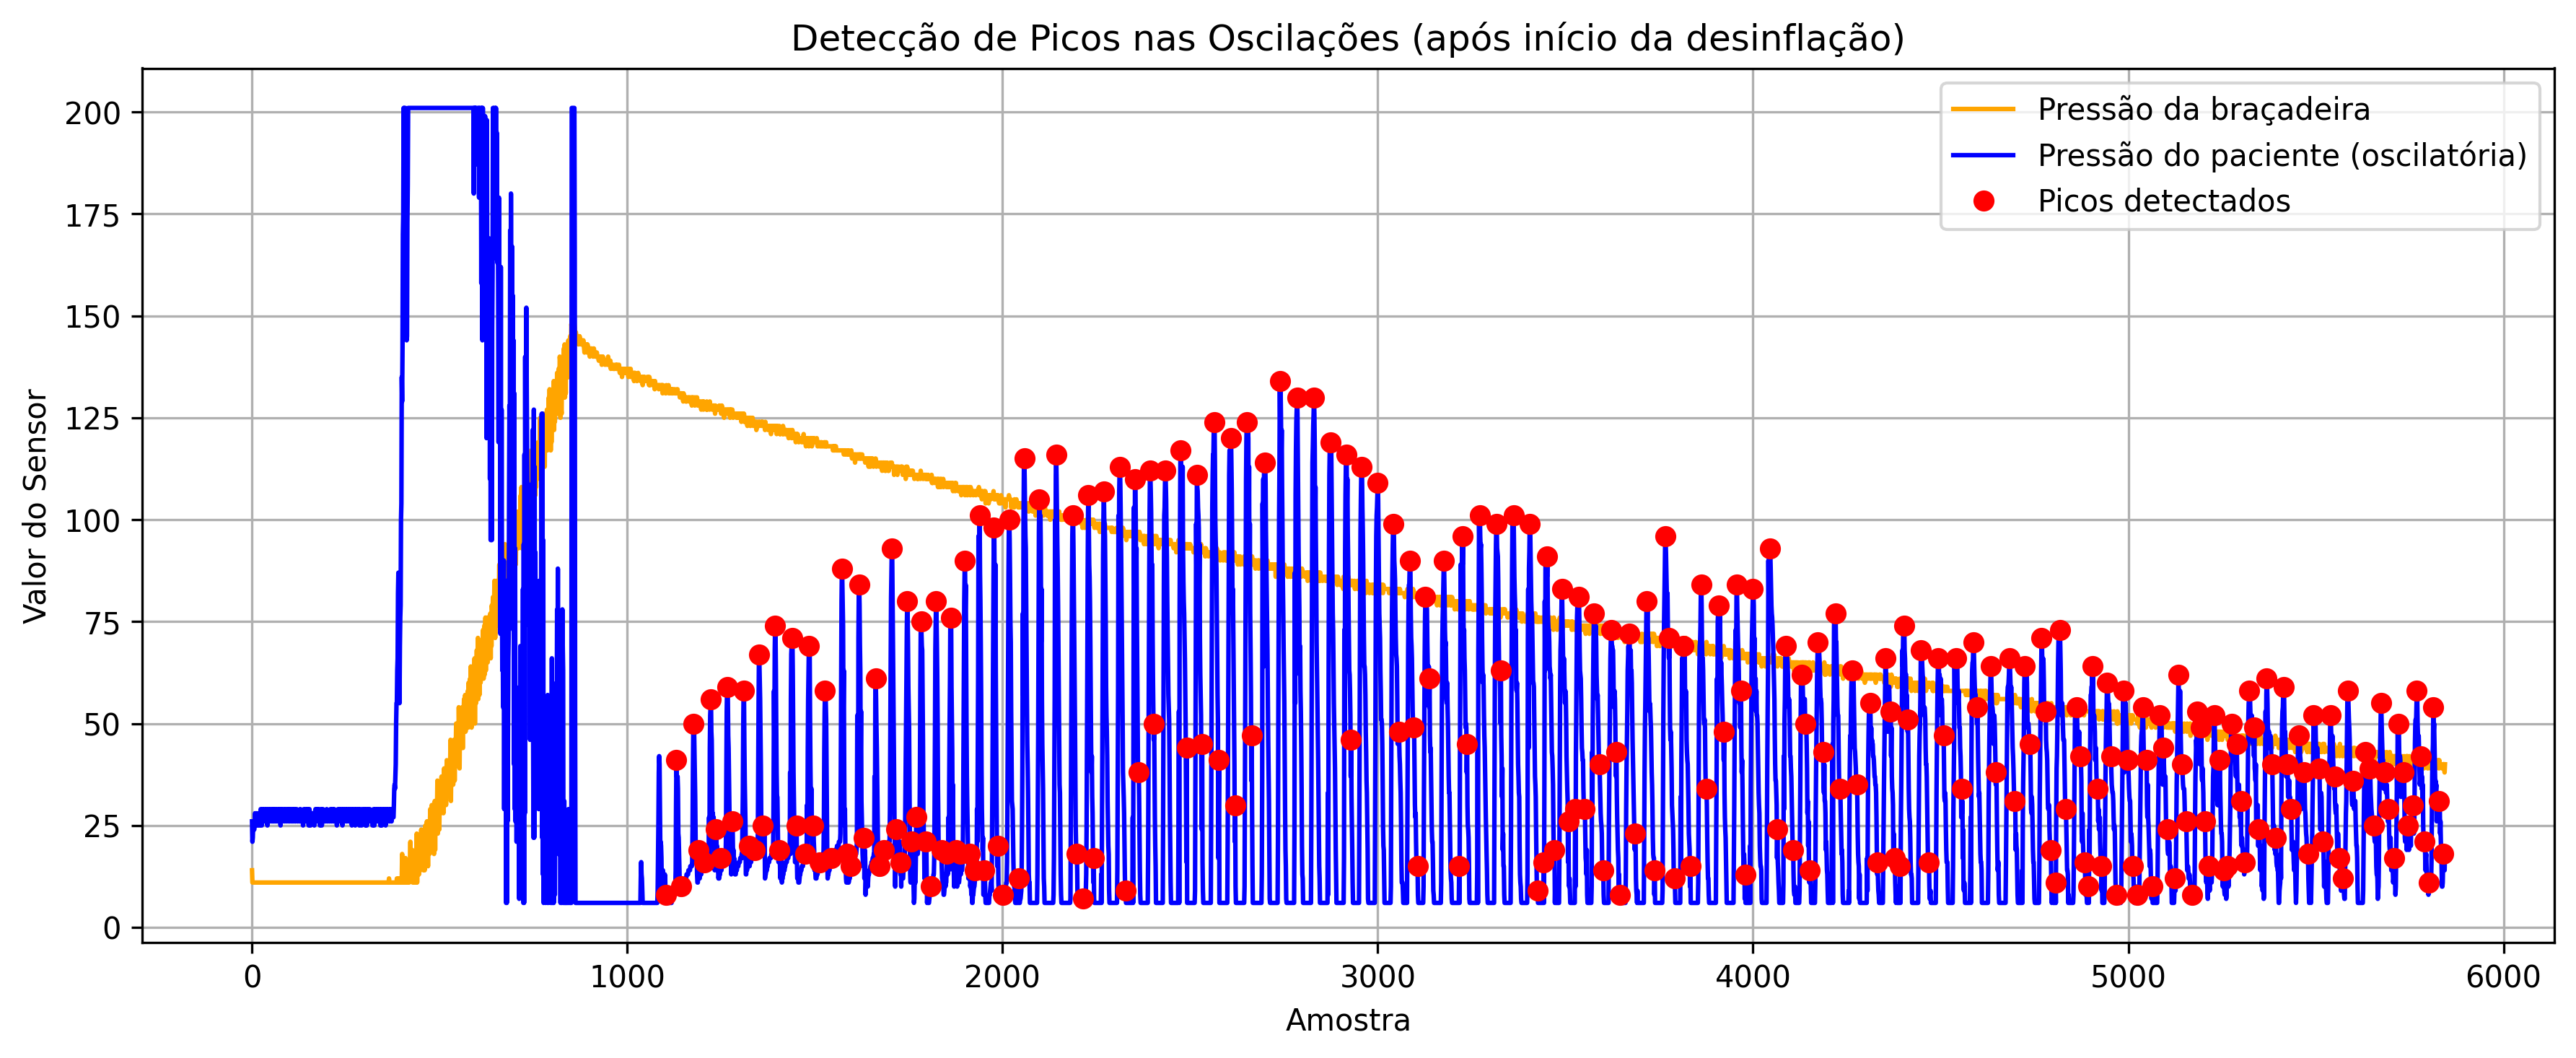 Detecção de Picos nas Oscilações (após início da desinflação)
Pressão da braçadeira
Pressão do paciente (oscilatória)
Picos detectados
Valor do Sensor
200
175
150
125
100
75
50
25
0
0 1000 2000 3000 4000 5000 6000
Amostra